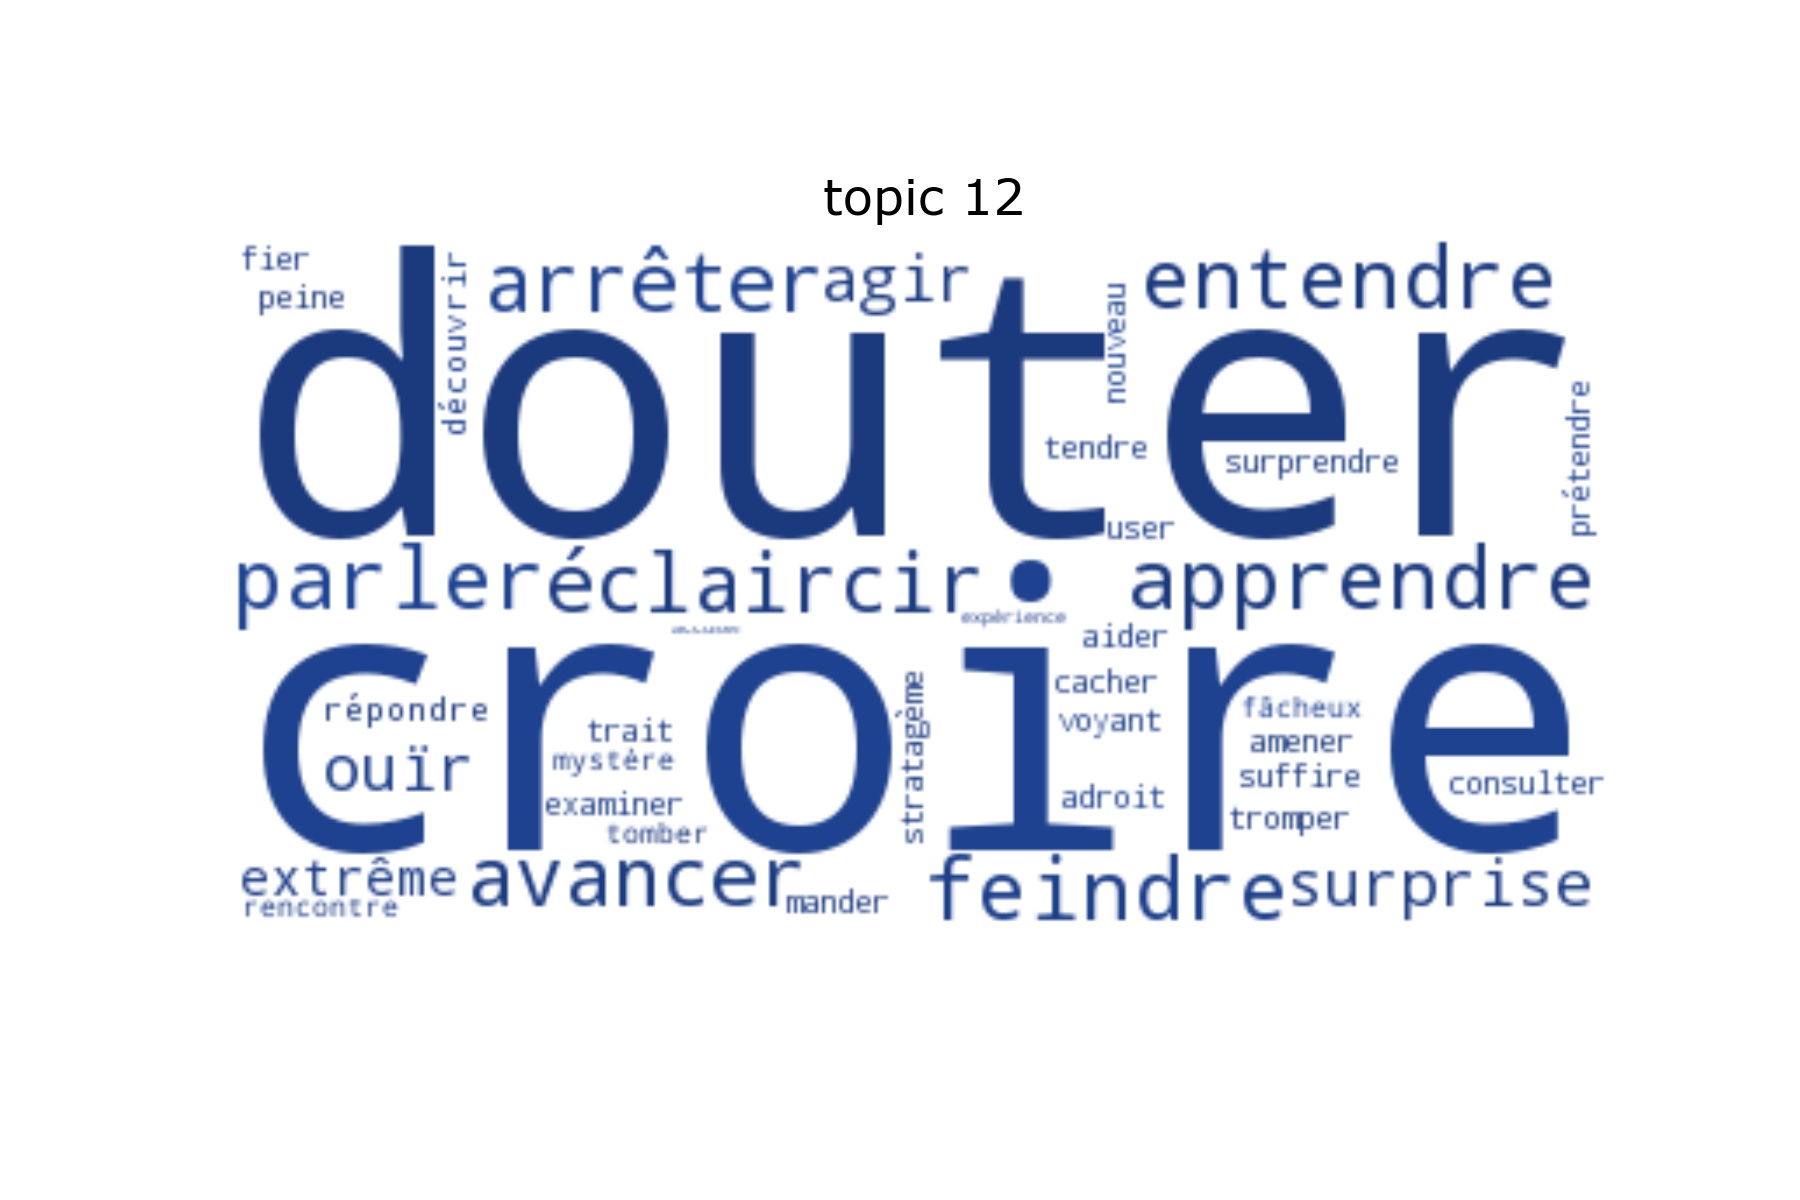 topic 12
fier
peine
découvrir
arrêter
agir
nouveau
entendre
douter
tendre
surprendre
prétendre
user
parler
éclaircir
expérience
apprendre
aider
croire
répondre
ouïr
trait
mystère
examiner
tomber
stratagème
cacher
voyant
adroit
fâcheux
amener
suffire
tromper
consulter
extrême
rencontre
avancer
mander
feindre
surprise